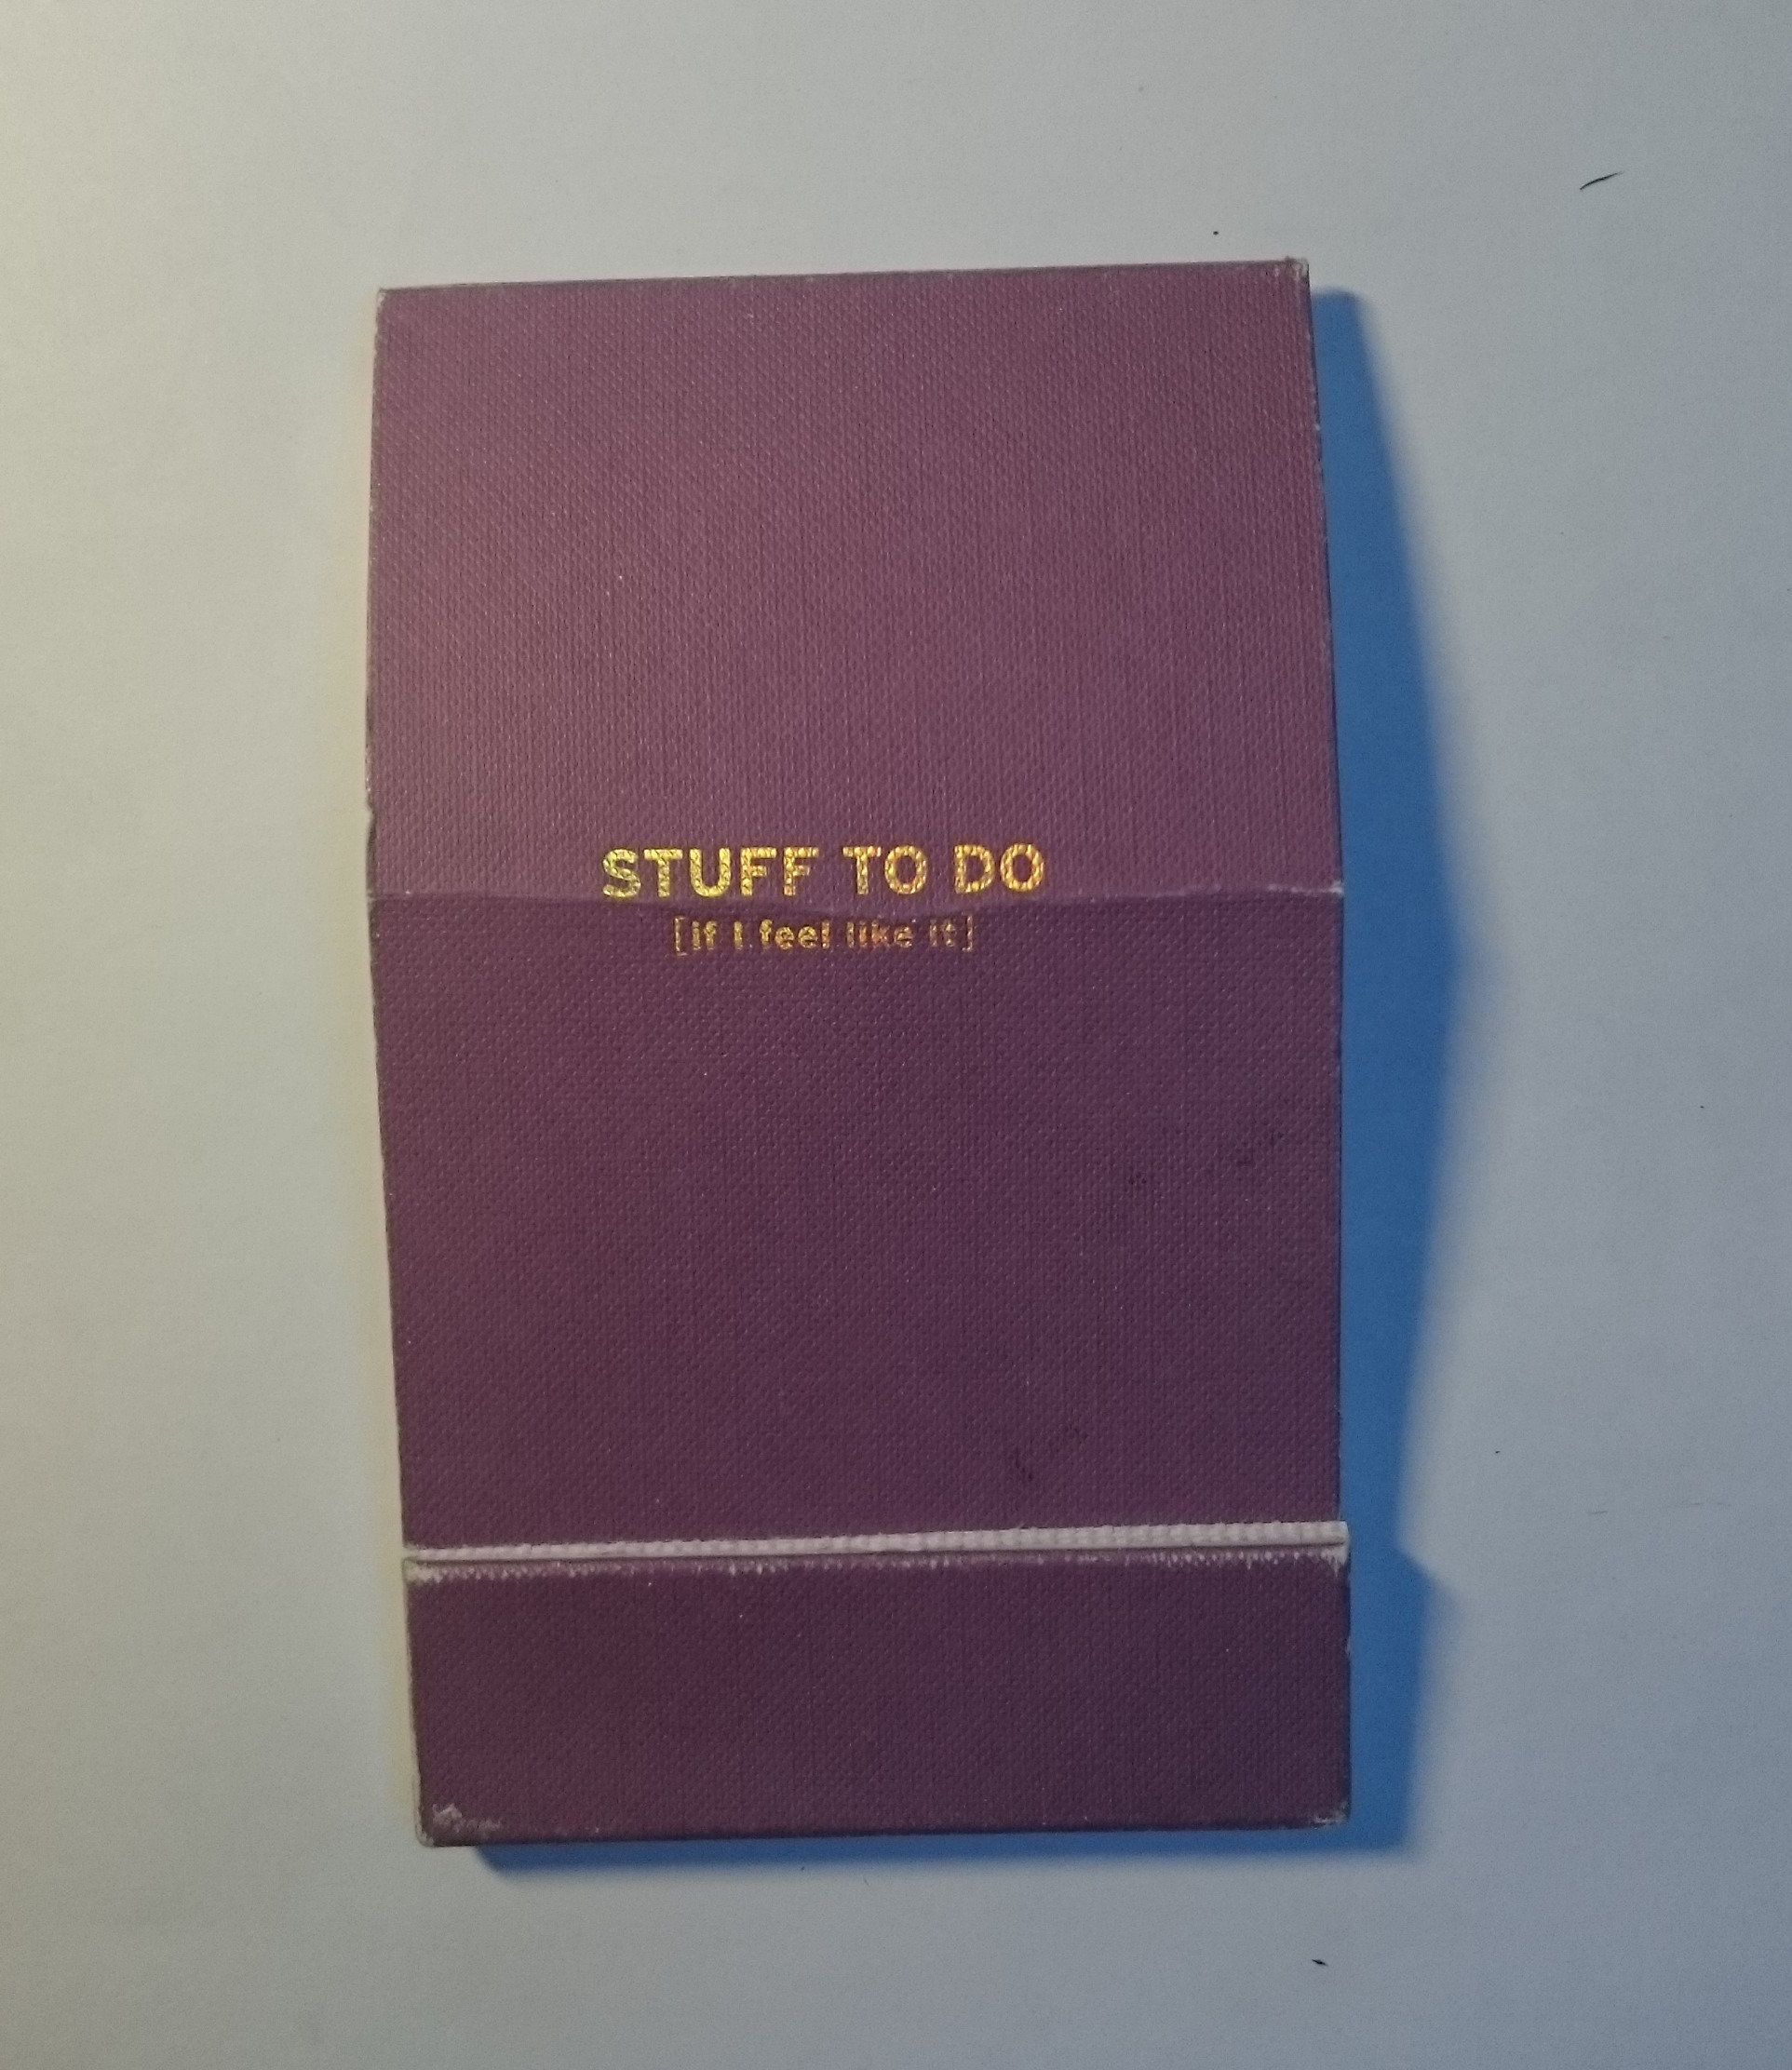 STUFF TO DO
[if I feel like it]